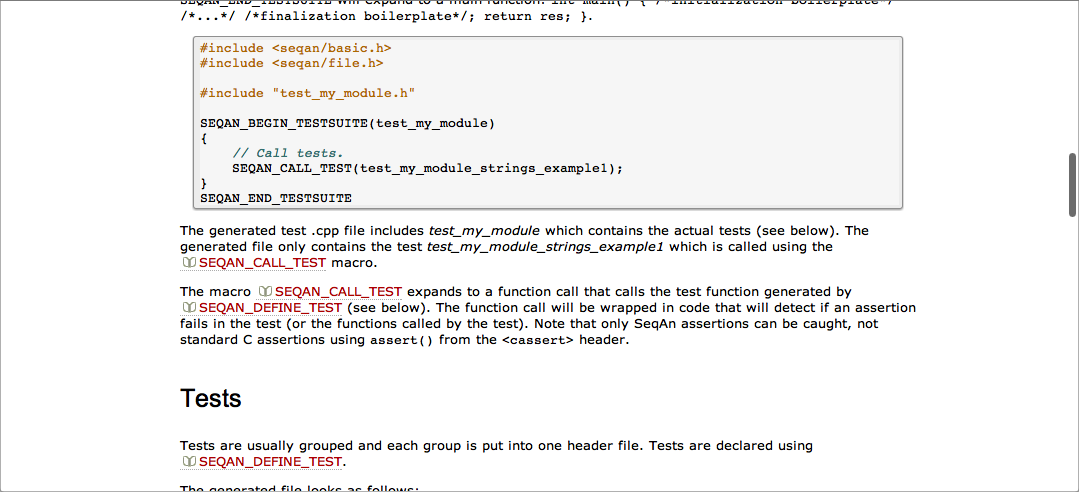 SEQAN_END_TESTSUITE will expand to a main function: int main() { /*initialization boilerplate*/
/*...*/ /*finalization boilerplate*/; return res; }.
#include <seqan/basic.h>
#include <seqan/file.h>
#include "test_my_module.h"
SEQAN_BEGIN_TESTSUITE(test_my_module)
{
// Call tests.
SEQAN_CALL_TEST(test_my_module_strings_example1);
}
SEQAN_END_TESTSUITE
The generated test .cpp file includes test_my_module which contains the actual tests (see below). The
generated file only contains the test test_my_module_strings_example1 which is called using the
SEQAN_CALL_TEST macro.
The macro SEQAN_CALL_TEST expands to a function call that calls the test function generated by
SEQAN_DEFINE_TEST (see below). The function call will be wrapped in code that will detect if an assertion
fails in the test (or the functions called by the test). Note that only SeqAn assertions can be caught, not
standard C assertions using assert() from the <cassert> header.
Tests
Tests are usually grouped and each group is put into one header file. Tests are declared using
SEQAN_DEFINE_TEST.
The generated file looks as follows: